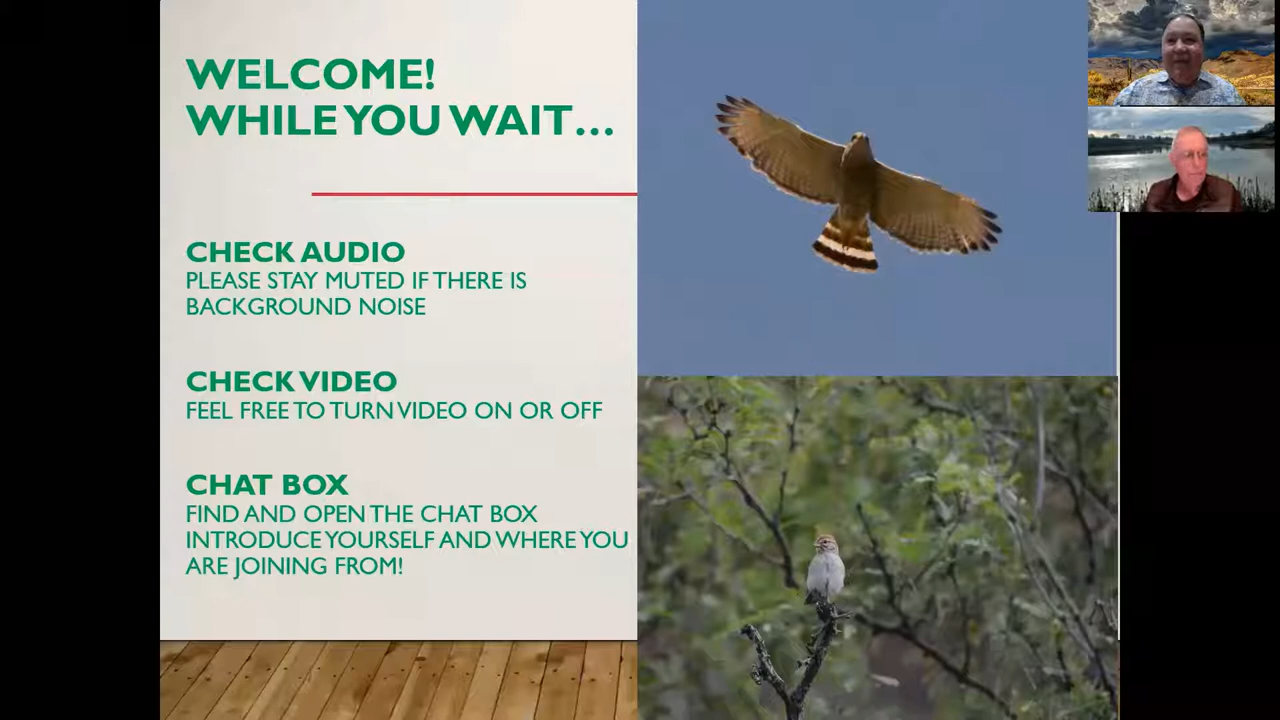 WELCOME!
WHILE YOU WAIT...
CHECK AUDIO
PLEASE STAY MUTED IF THERE IS
BACKGROUND NOISE
CHECK VIDEO
FEEL FREE TO TURN VIDEO ON OR OFF
CHAT BOX
FIND AND OPEN THE CHAT BOX
INTRODUCE YOURSELF AND WHERE YOU
ARE JOINING FROM!